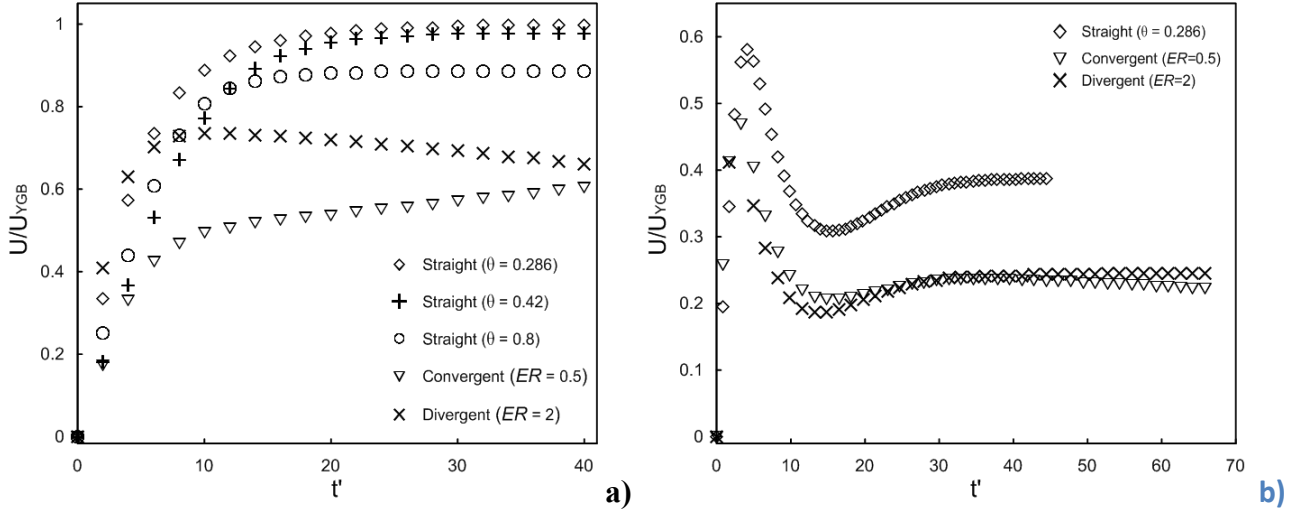 1
0.8
0.6
0.4
0.2
0
U/U_YGB
0 10 20 30 40
t'
Straight (θ = 0.286)
Straight (θ = 0.42)
Straight (θ = 0.8)
Convergent (ER = 0.5)
Divergent (ER = 2)
a)
0.6
0.5
0.4
0.3
0.2
0.1
0
U/U_YGB
0 10 20 30 40 50 60 70
t'
Straight (θ = 0.286)
Convergent (ER=0.5)
Divergent (ER=2)
b)